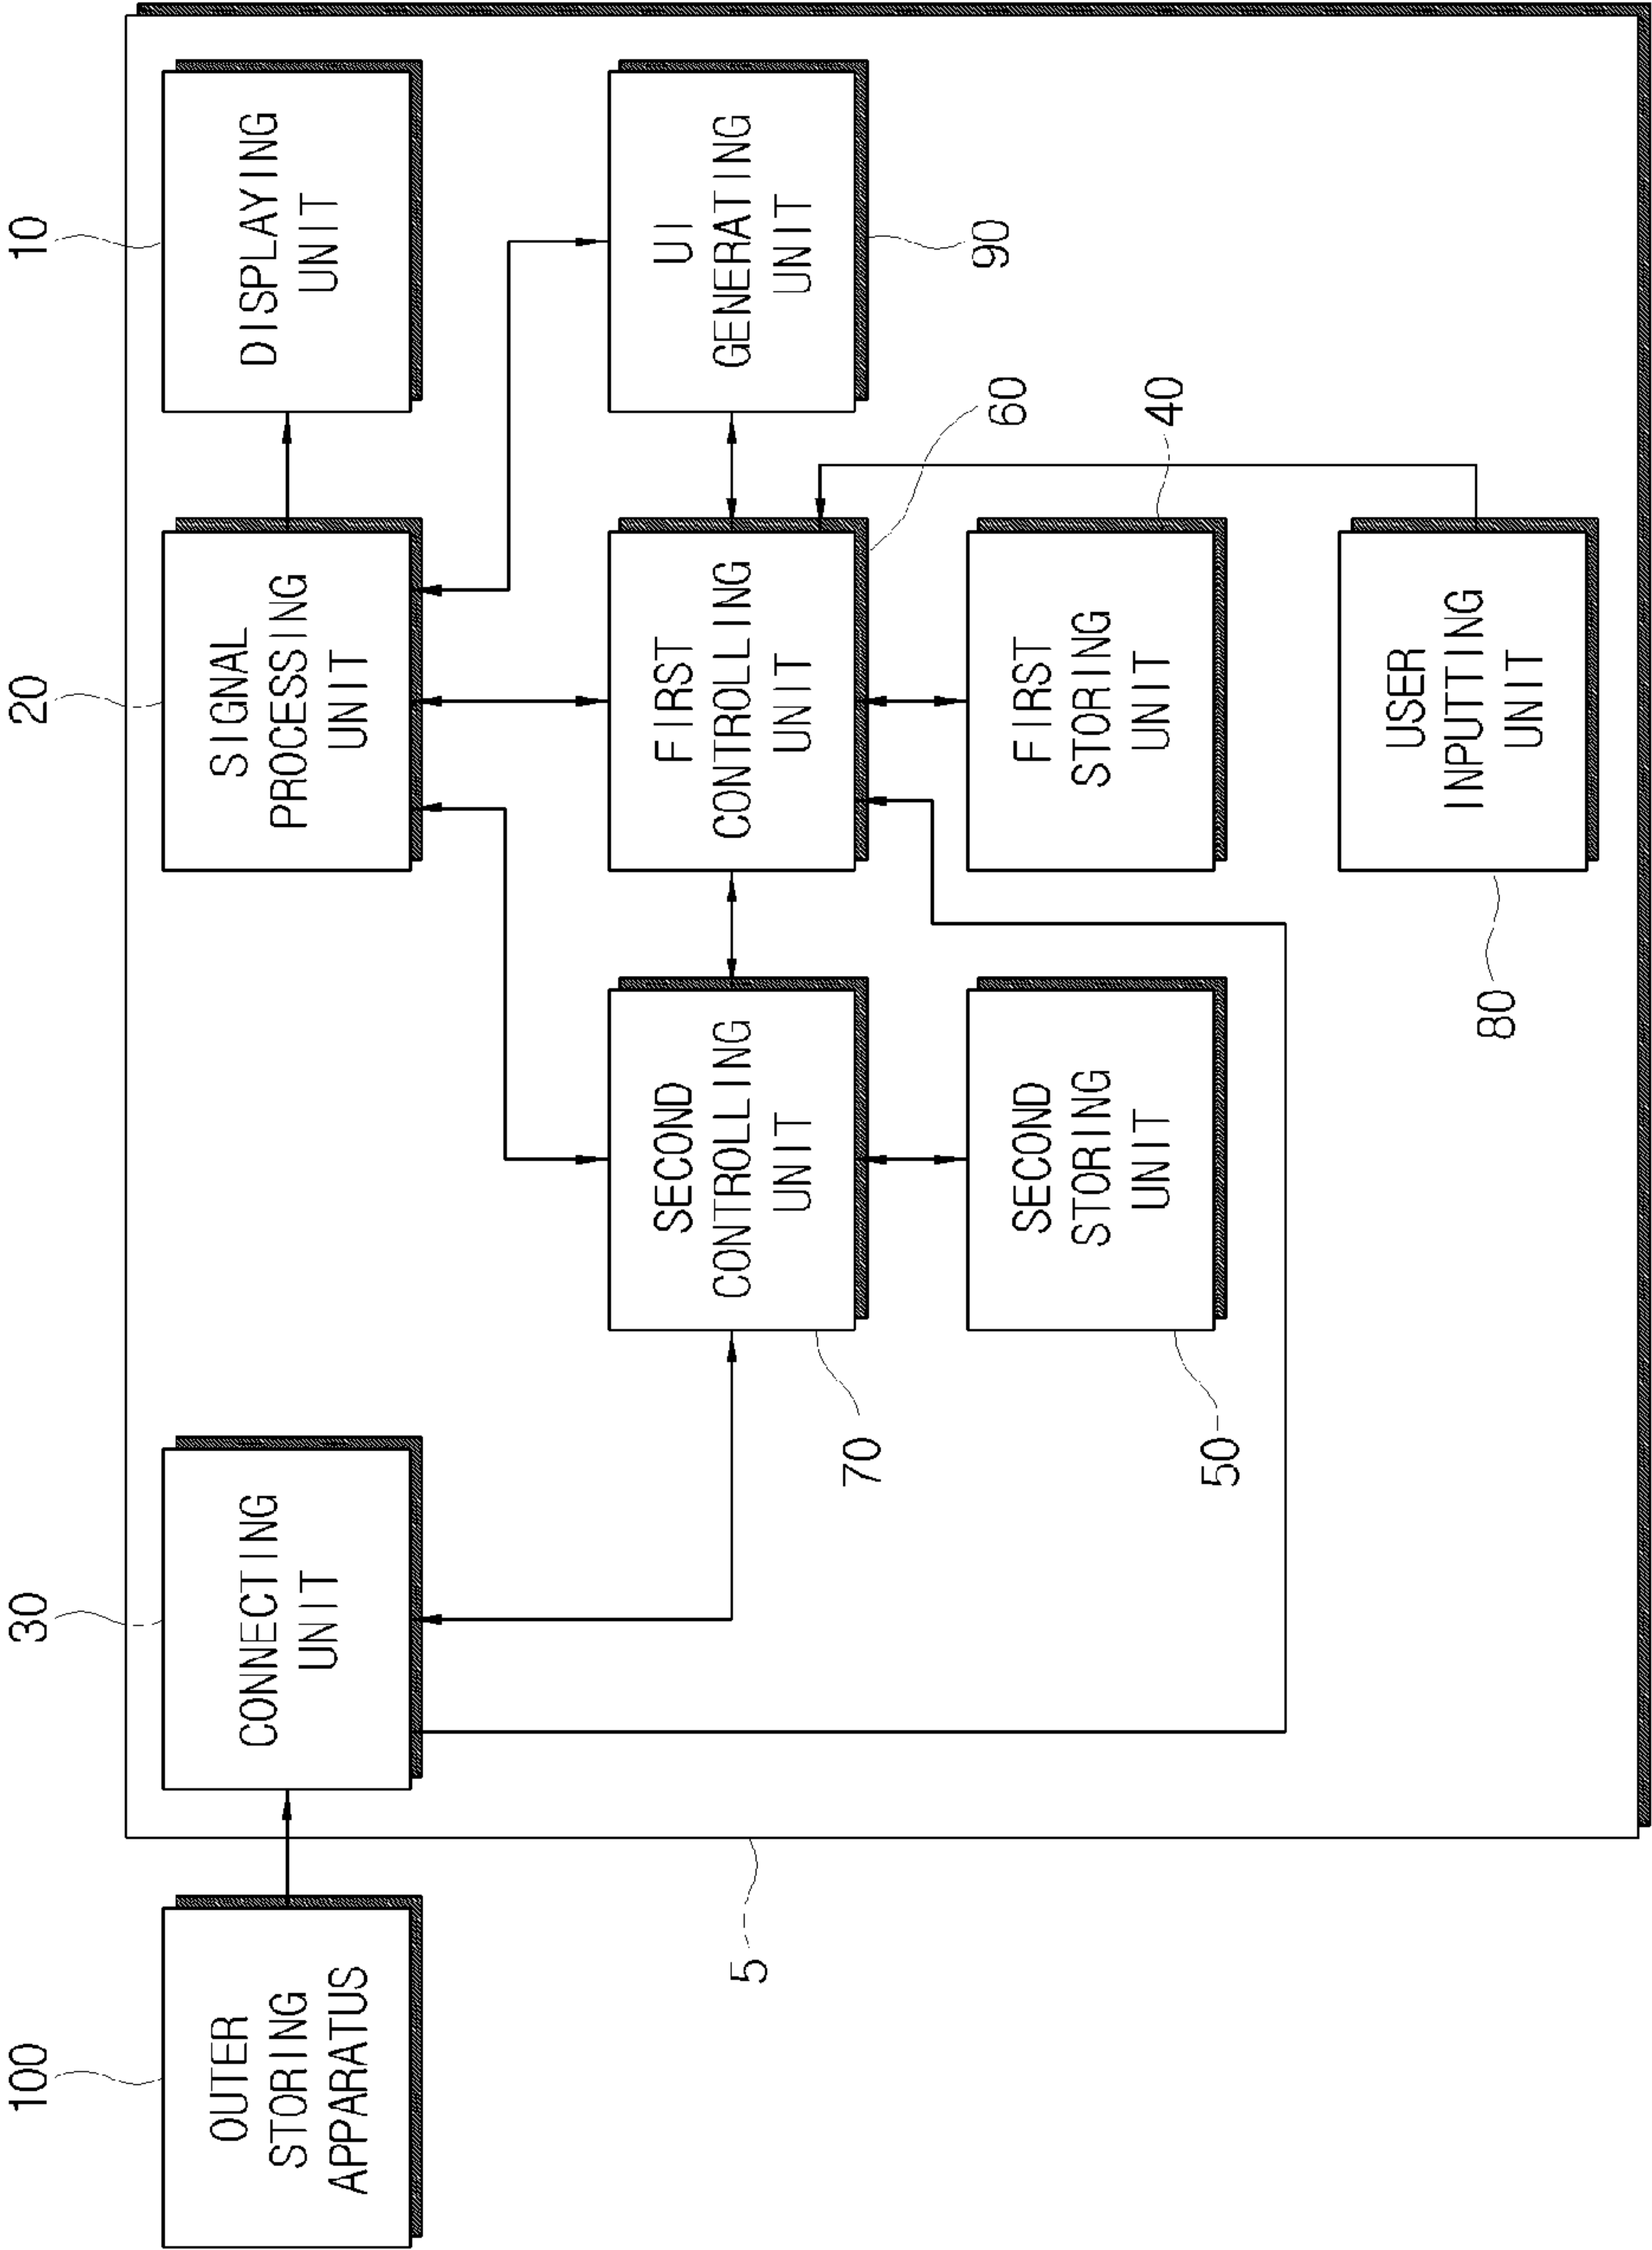 100
OUTER
STORING
APPARATUS
30
CONNECTING
UNIT
20
SIGNAL
PROCESSING
UNIT
10
DISPLAYING
UNIT
5
70
SECOND
CONTROLLING
UNIT
FIRST
CONTROLLING
UNIT
60
UI
GENERATING
UNIT
90
50
SECOND
STORING
UNIT
FIRST
STORING
UNIT
40
80
USER
INPUTTING
UNIT